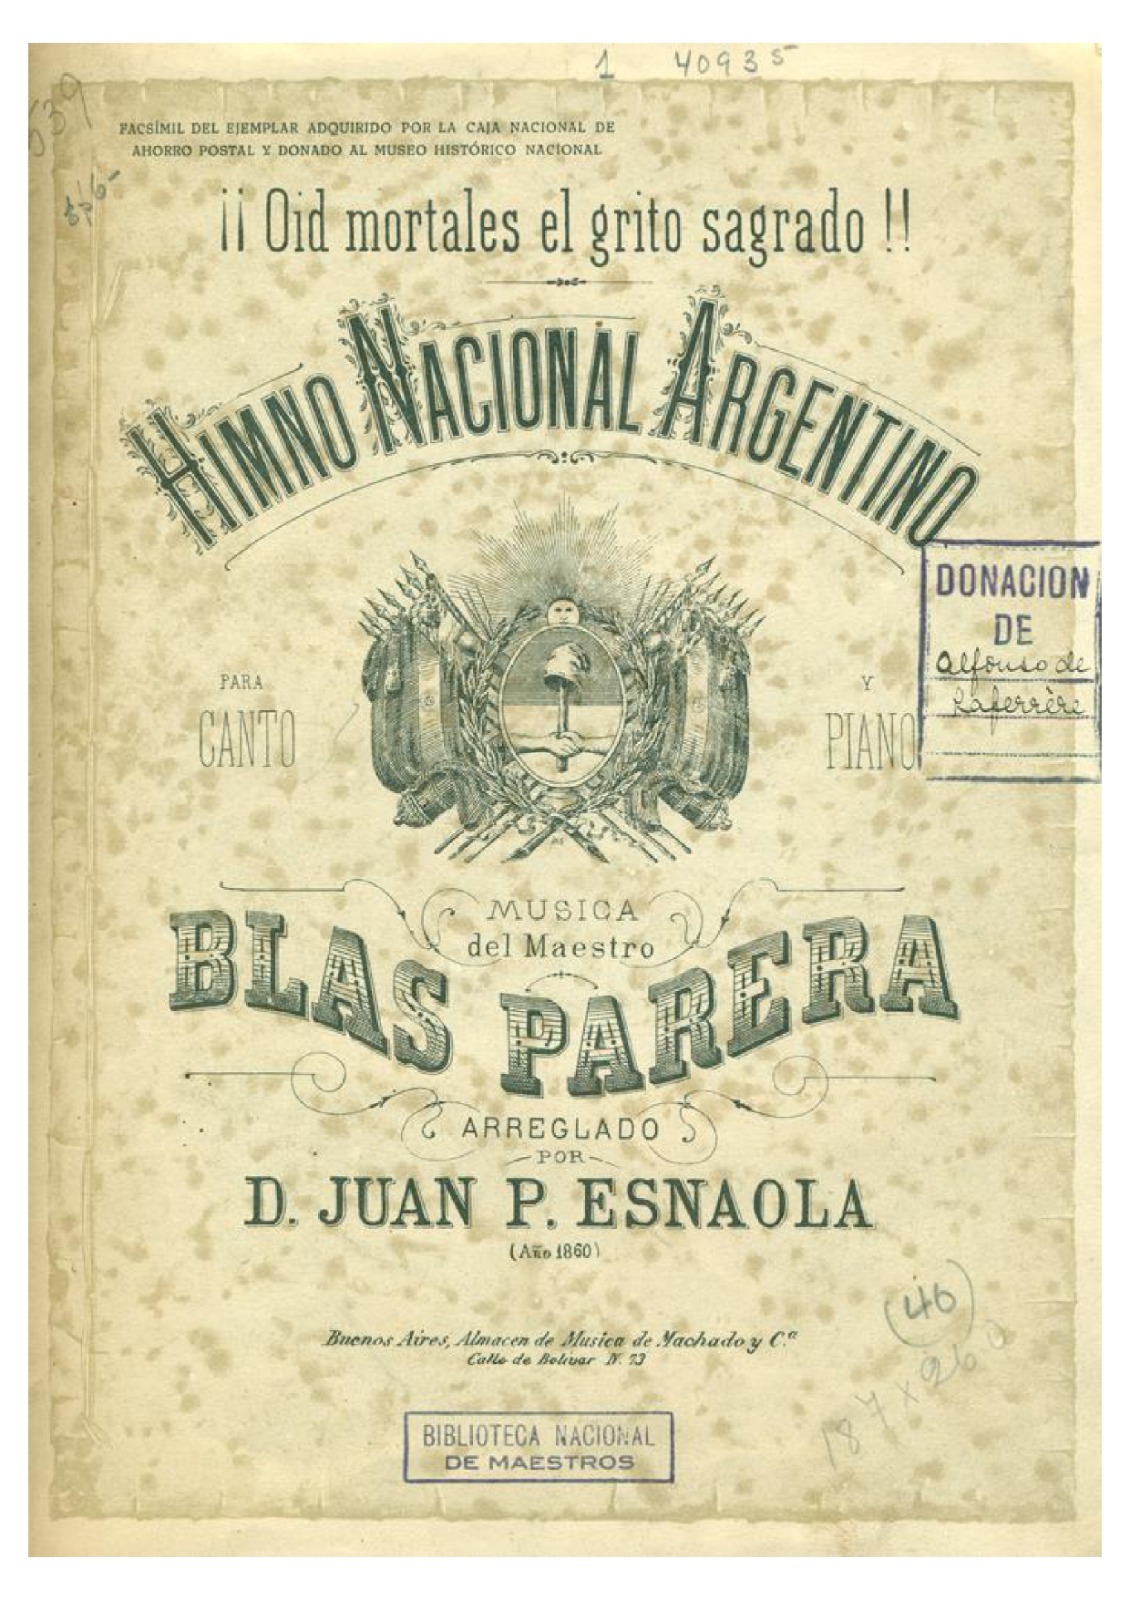 1 40935
539
FACSÍMIL DEL EJEMPLAR ADQUIRIDO POR LA CAJA NACIONAL DE
AHORRO POSTAL Y DONADO AL MUSEO HISTÓRICO NACIONAL
¡¡ Oid mortales el grito sagrado !!
HIMNO NACIONAL ARGENTINO
DONACION
DE
Alfonso de
Laferrère
PARA
CANTO
Y
PIANO
MUSICA
del Maestro
BLAS PARERA
ARREGLADO
POR
D. JUAN P. ESNAOLA
(Año 1860)
(46)
Buenos Aires, Almacen de Musica de Machado y C.ª
Calle de Bolivar N. 73
BIBLIOTECA NACIONAL
DE MAESTROS